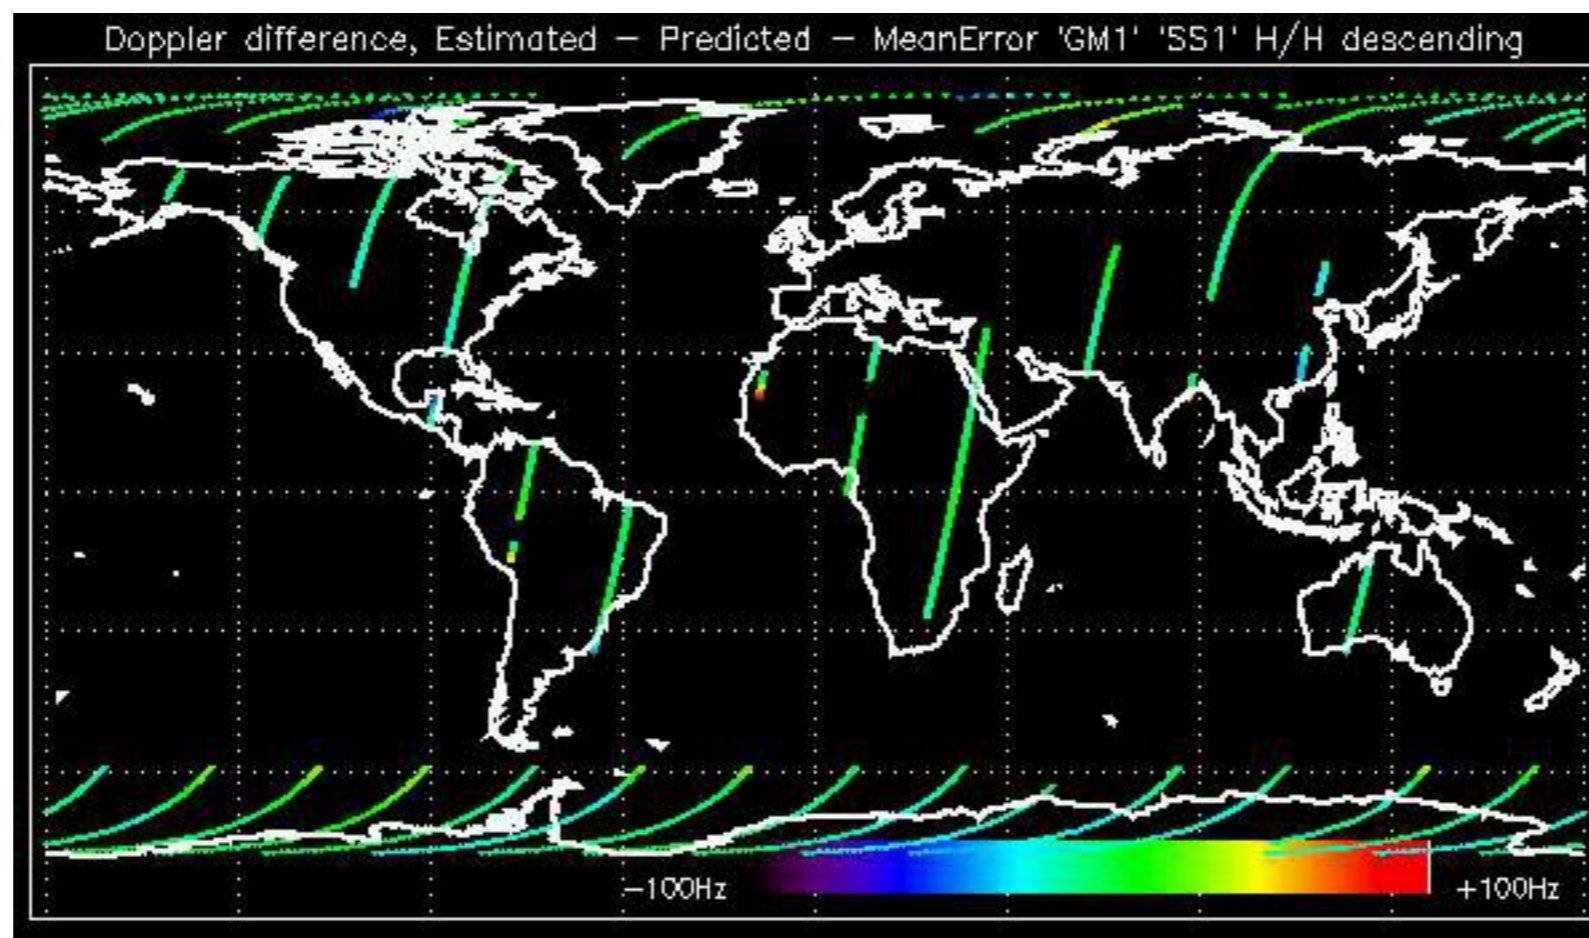 Doppler difference, Estimated – Predicted – MeanError 'GM1' 'SS1' H/H descending
–100Hz +100Hz